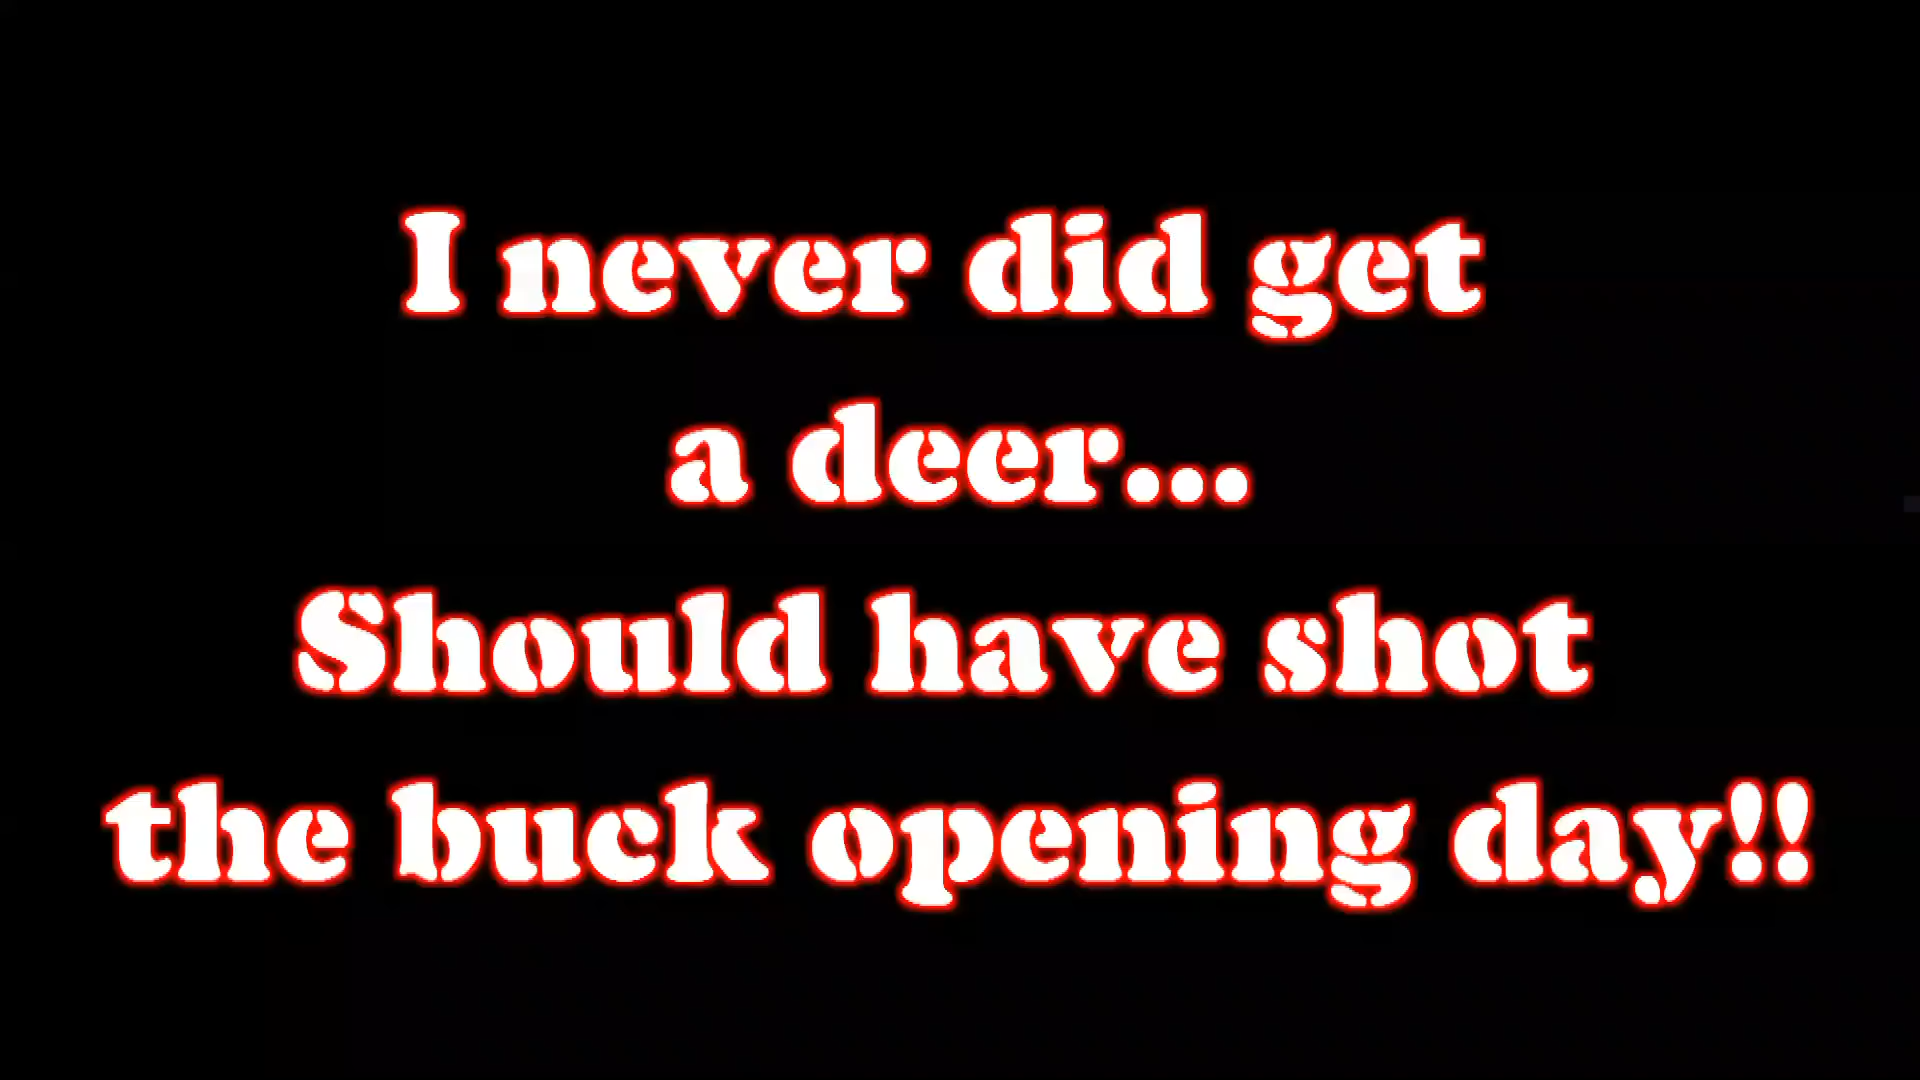 I never did get
a deer...
Should have shot
the buck opening day!!